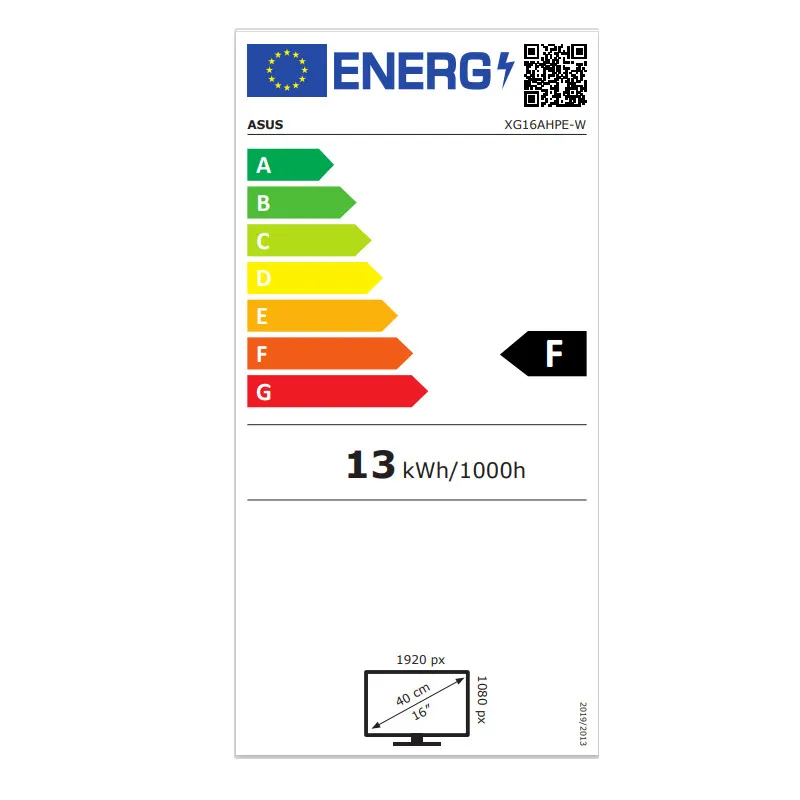 ENERG
ASUS XG16AHPE-W
A
B
C
D
E
F
F
G
13 kWh/1000h
1920 px
40 cm
16”
1080 px
2019/2013